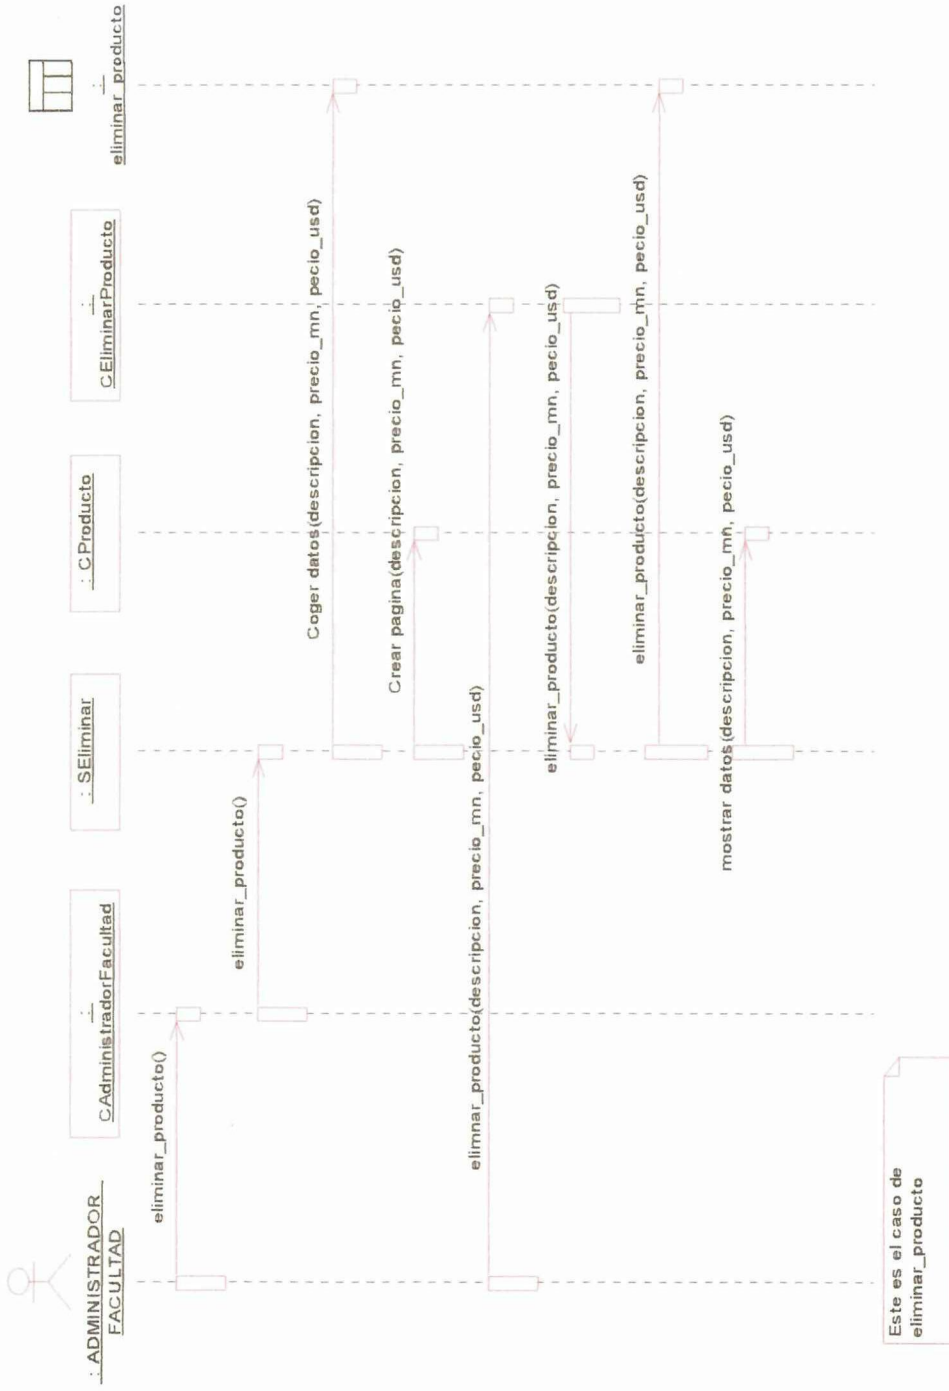 : ADMINISTRADOR
FACULTAD
:
CAdministradorFacultad
: SEliminar
: CProducto
:
CEliminarProducto
:
eliminar_producto
eliminar_producto()
eliminar_producto()
Coger datos(descripcion, precio_mn, pecio_usd)
Crear pagina(descripcion, precio_mn, pecio_usd)
elimnar_producto(descripcion, precio_mn, pecio_usd)
eliminar_producto(descripcion, precio_mn, pecio_usd)
eliminar_producto(descripcion, precio_mn, pecio_usd)
mostrar datos(descripcion, precio_mn, pecio_usd)
Este es el caso de
eliminar_producto